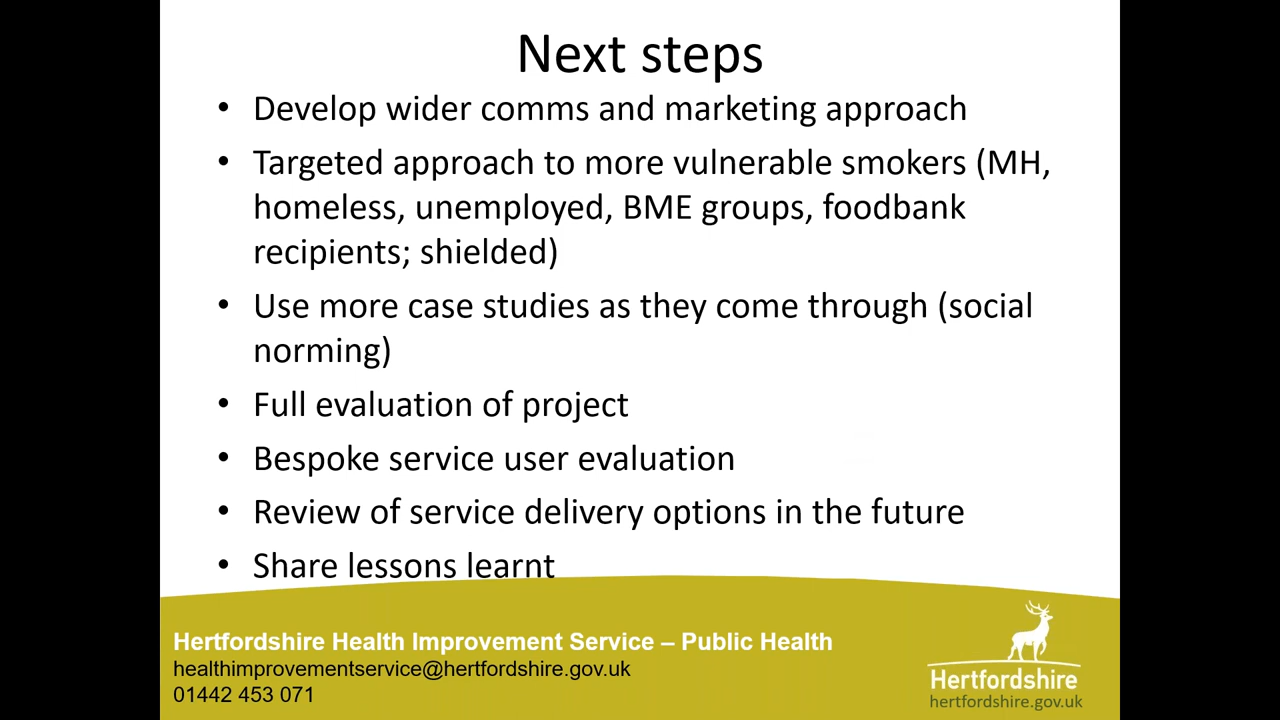 Next steps
• Develop wider comms and marketing approach
• Targeted approach to more vulnerable smokers (MH,
homeless, unemployed, BME groups, foodbank
recipients; shielded)
• Use more case studies as they come through (social
norming)
• Full evaluation of project
• Bespoke service user evaluation
• Review of service delivery options in the future
• Share lessons learnt
Hertfordshire Health Improvement Service – Public Health
healthimprovementservice@hertfordshire.gov.uk
01442 453 071
Hertfordshire
hertfordshire.gov.uk